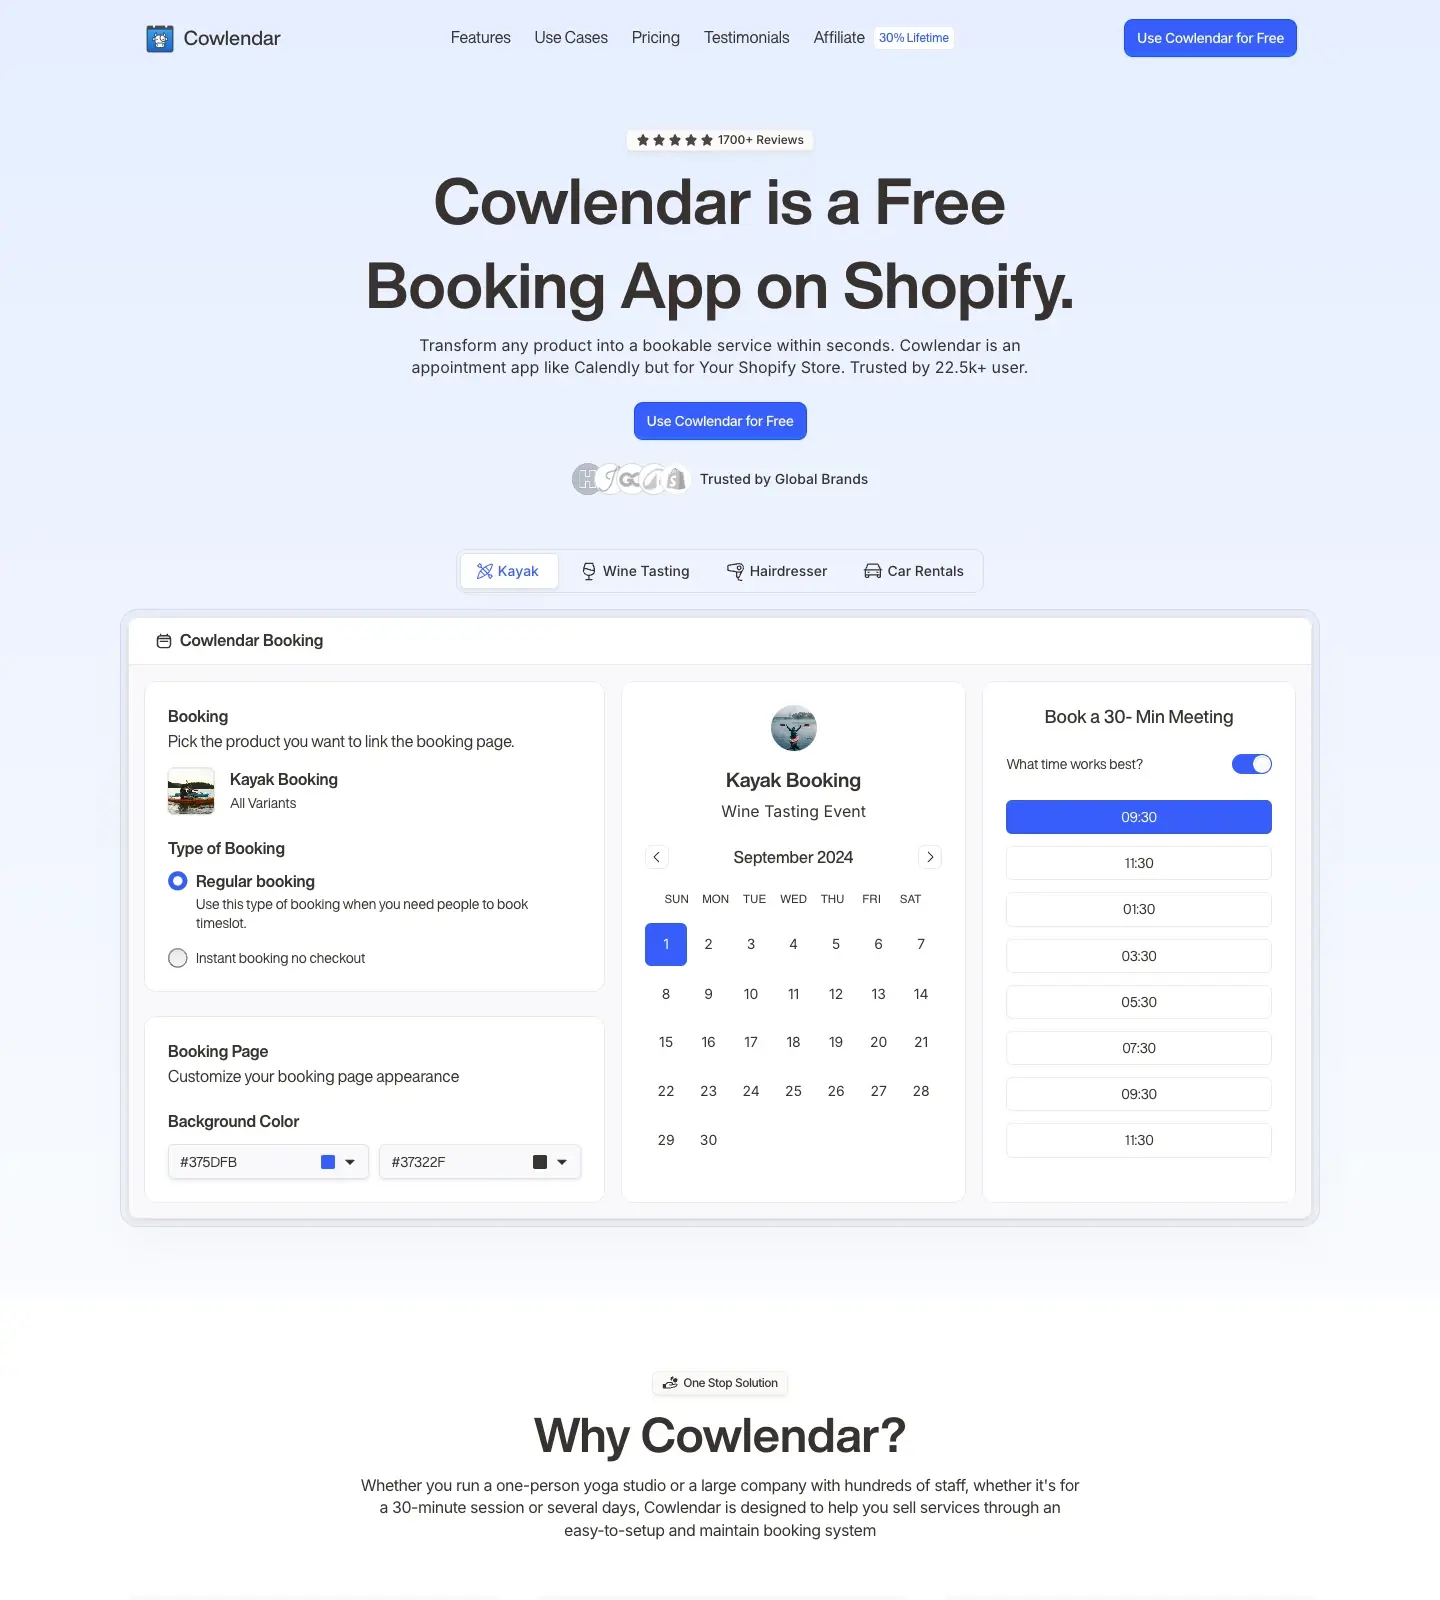 Cowlendar
Features
Use Cases
Pricing
Testimonials
Affiliate
30% Lifetime
Use Cowlendar for Free
1700+ Reviews
Cowlendar is a Free
Booking App on Shopify.
Transform any product into a bookable service within seconds. Cowlendar is an
appointment app like Calendly but for Your Shopify Store. Trusted by 22.5k+ user.
Use Cowlendar for Free
Trusted by Global Brands
Kayak
Wine Tasting
Hairdresser
Car Rentals
Cowlendar Booking
Booking
Pick the product you want to link the booking page.
Kayak Booking
All Variants
Type of Booking
Regular booking
Use this type of booking when you need people to book
timeslot.
Instant booking no checkout
Booking Page
Customize your booking page appearance
Background Color
#375DFB
#37322F
Kayak Booking
Wine Tasting Event
September 2024
SUN MON TUE WED THU FRI SAT
1 2 3 4 5 6 7
8 9 10 11 12 13 14
15 16 17 18 19 20 21
22 23 24 25 26 27 28
29 30
Book a 30- Min Meeting
What time works best?
09:30
11:30
01:30
03:30
05:30
07:30
09:30
11:30
One Stop Solution
Why Cowlendar?
Whether you run a one-person yoga studio or a large company with hundreds of staff, whether it's for
a 30-minute session or several days, Cowlendar is designed to help you sell services through an
easy-to-setup and maintain booking system